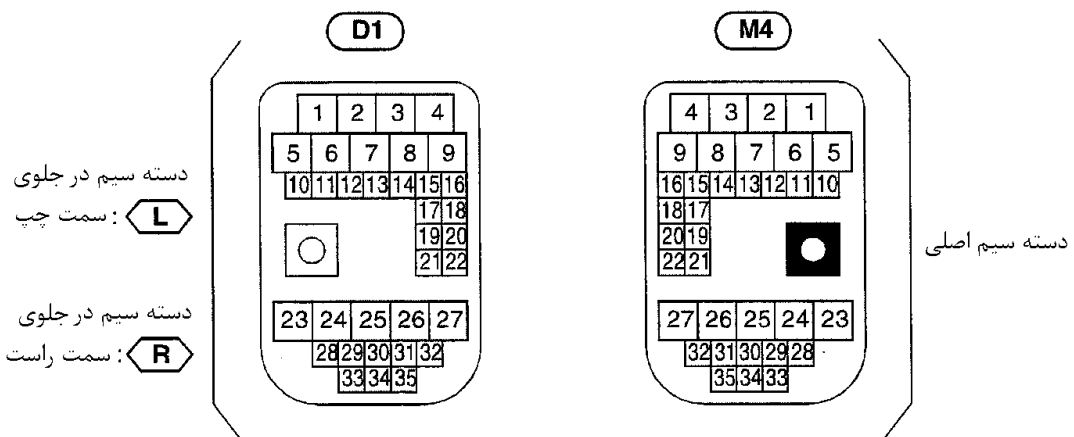 D1
M4
1 2 3 4
5 6 7 8 9
10 11 12 13 14 15 16
17 18
19 20
21 22
23 24 25 26 27
28 29 30 31 32
33 34 35
4 3 2 1
9 8 7 6 5
16 15 14 13 12 11 10
18 17
20 19
22 21
27 26 25 24 23
32 31 30 29 28
35 34 33
دسته سیم در جلوی
L : سمت چپ
دسته سیم در جلوی
R : سمت راست
دسته سیم اصلی